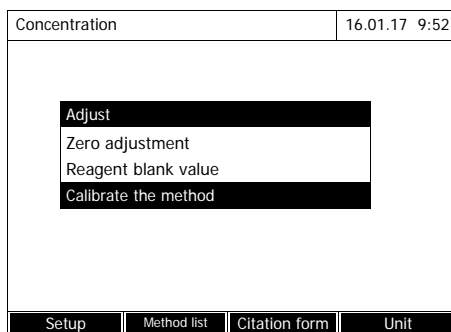 Concentration 16.01.17 9:52
Adjust
Zero adjustment
Reagent blank value
Calibrate the method
Setup Method list Citation form Unit